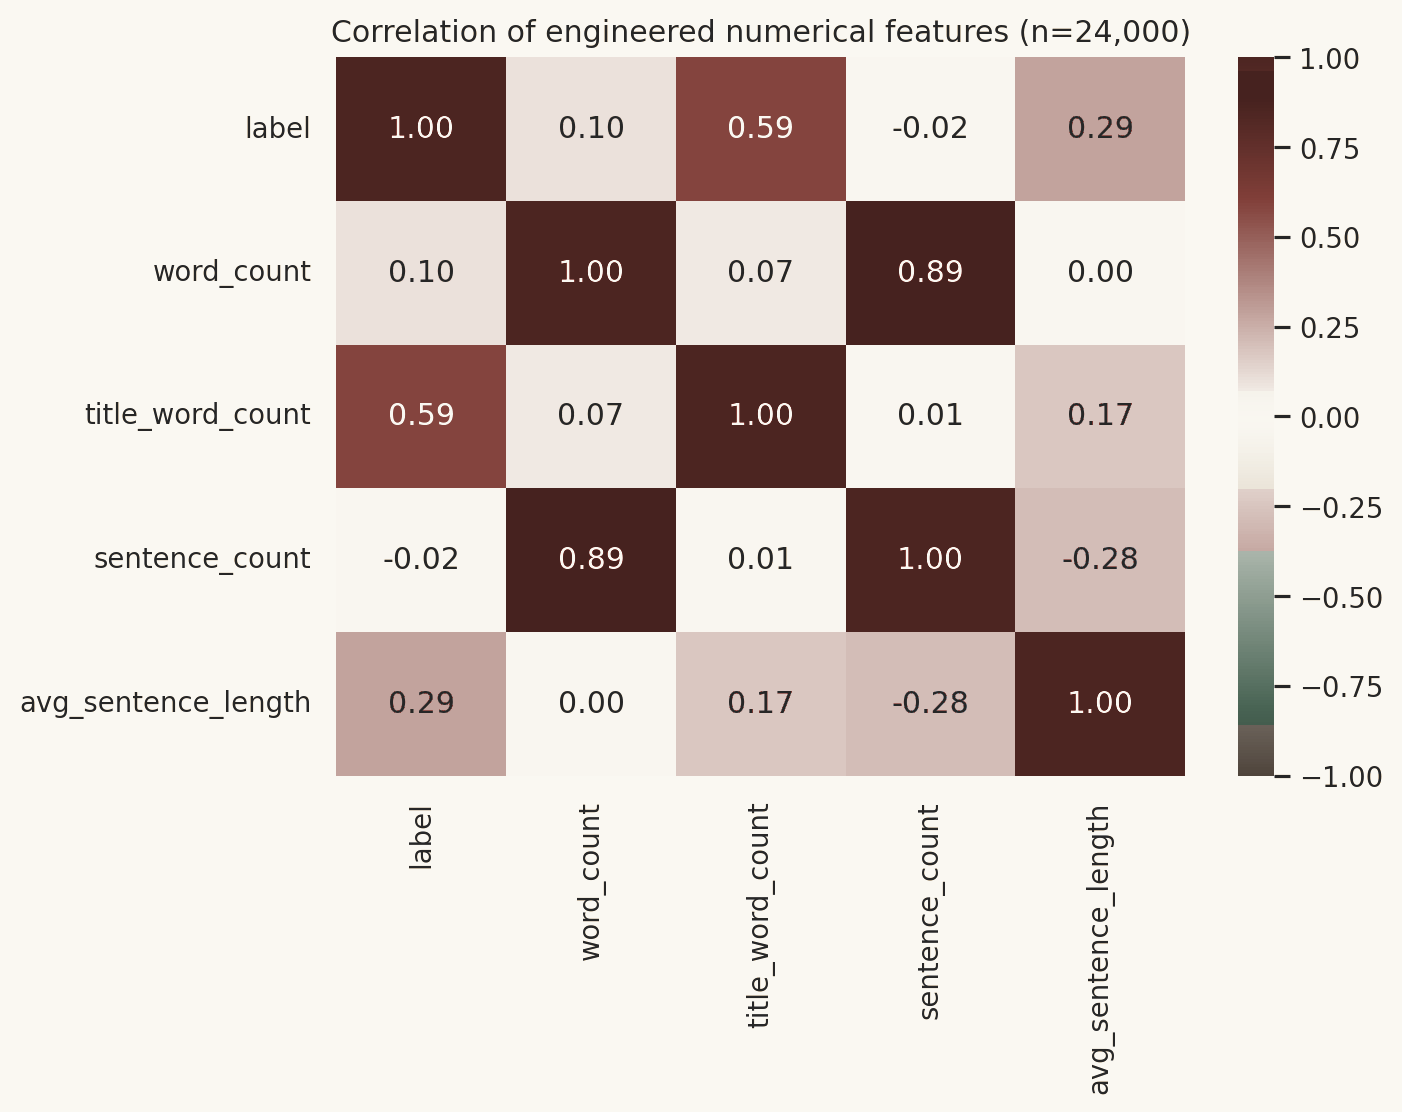 Correlation of engineered numerical features (n=24,000)
label 1.00 0.10 0.59 -0.02 0.29
word_count 0.10 1.00 0.07 0.89 0.00
title_word_count 0.59 0.07 1.00 0.01 0.17
sentence_count -0.02 0.89 0.01 1.00 -0.28
avg_sentence_length 0.29 0.00 0.17 -0.28 1.00
label
word_count
title_word_count
sentence_count
avg_sentence_length
1.00
0.75
0.50
0.25
0.00
−0.25
−0.50
−0.75
−1.00